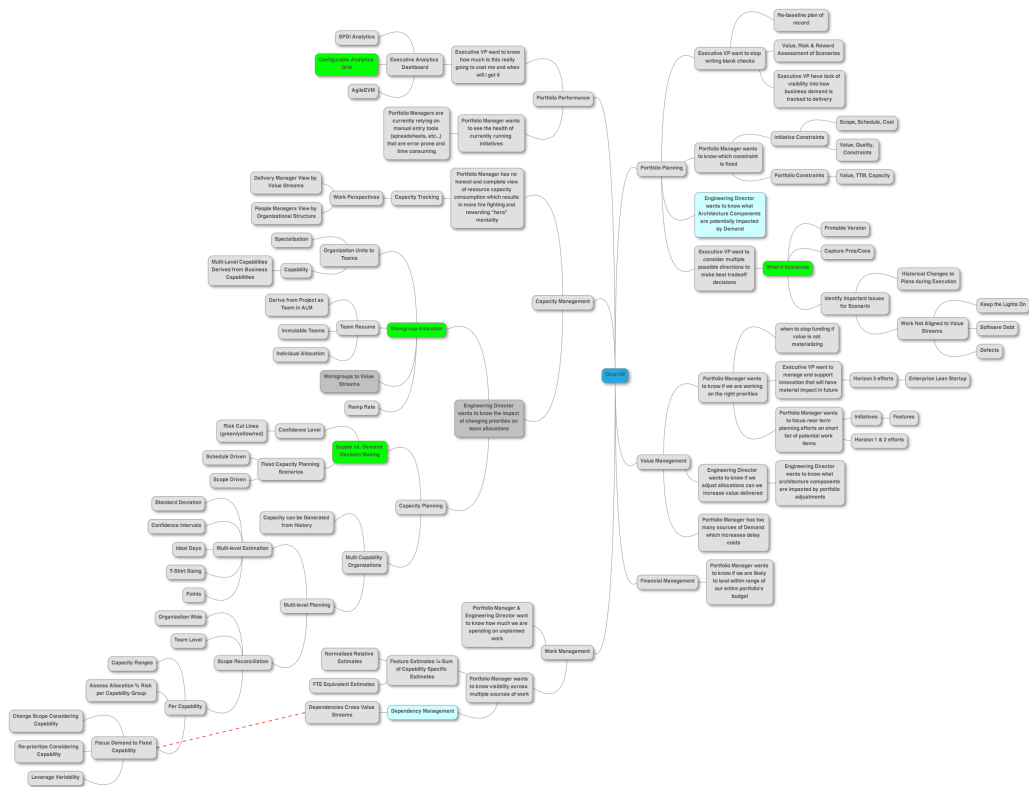 SPDI Analytics
Configurable Analytics
Grid
AgileEVM
Executive Analytics
Dashboard
Executive VP want to know
how much is this really
going to cost me and when
will I get it
Portfolio Managers are
currently relying on
manual entry tools
(spreadsheets, etc...)
that are error prone and
time consuming
Portfolio Manager wants
to see the health of
currently running
initiatives
Portfolio Performance
Delivery Manager View by
Value Streams
People Managers View by
Organizational Structure
Work Perspectives
Capacity Tracking
Portfolio Manager has no
honest and complete view
of resource capacity
consumption which results
in more fire fighting and
rewarding "hero"
mentality
Specialization
Multi-Level Capabilities
Derived from Business
Capabilities
Capability
Organization Units to
Teams
Derive from Project as
Team in ALM
Immutable Teams
Individual Allocation
Team Resume
Workgroup Allocation
Workgroups to Value
Streams
Ramp Rate
Capacity Management
Engineering Director
wants to know the impact
of changing priorities on
team allocations
Risk Cut Lines
(green/yellow/red)
Confidence Level
Schedule Driven
Scope Driven
Fixed Capacity Planning
Scenarios
Supply vs. Demand
Decision Making
Capacity Planning
Capacity can be Generated
from History
Multi Capability
Organizations
Standard Deviation
Confidence Intervals
Ideal Days
T-Shirt Sizing
Points
Multi-level Estimation
Multi-level Planning
Organization Wide
Team Level
Scope Reconciliation
Capacity Ranges
Assess Allocation % Risk
per Capability Group
Per Capability
Change Scope Considering
Capability
Re-prioritize Considering
Capability
Leverage Variability
Focus Demand to Fixed
Capability
Portfolio Manager &
Engineering Director want
to know how much we are
spending on unplanned
work
Work Management
Normalized Relative
Estimates
FTE Equivalent Estimates
Feature Estimates != Sum
of Capability Specific
Estimates
Portfolio Manager wants
to know visibility across
multiple sources of work
Dependencies Cross Value
Streams
Dependency Management
Orca H3
Portfolio Planning
Executive VP want to stop
writing blank checks
Re-baseline plan of
record
Value, Risk & Reward
Assessment of Scenarios
Executive VP have lack of
visibility into how
business demand is
tracked to delivery
Portfolio Manager wants
to know which constraint
is fixed
Initiative Constraints
Scope, Schedule, Cost
Value, Quality,
Constraints
Portfolio Constraints
Value, TTM, Capacity
Engineering Director
wants to know what
Architecture Components
are potentially impacted
by Demand
Executive VP want to
consider multiple
possible directions to
make best tradeoff
decisions
What If Scenarios
Printable Version
Capture Pros/Cons
Identify Important Issues
for Scenario
Historical Changes to
Plans during Execution
Work Not Aligned to Value
Streams
Keep the Lights On
Software Debt
Defects
Value Management
Portfolio Manager wants
to know if we are working
on the right priorities
when to stop funding if
value is not
materializing
Executive VP want to
manage and support
innovation that will have
material impact in future
Horizon 3 efforts
Enterprise Lean Startup
Portfolio Manager wants
to focus near term
planning efforts on short
list of potential work
items
Initiatives
Features
Horizon 1 & 2 efforts
Engineering Director
wants to know if we
adjust allocations can we
increase value delivered
Engineering Director
wants to know what
architecture components
are impacted by portfolio
adjustments
Portfolio Manager has too
many sources of Demand
which increases delay
costs
Financial Management
Portfolio Manager wants
to know if we are likely
to land within range of
our entire portfolio's
budget